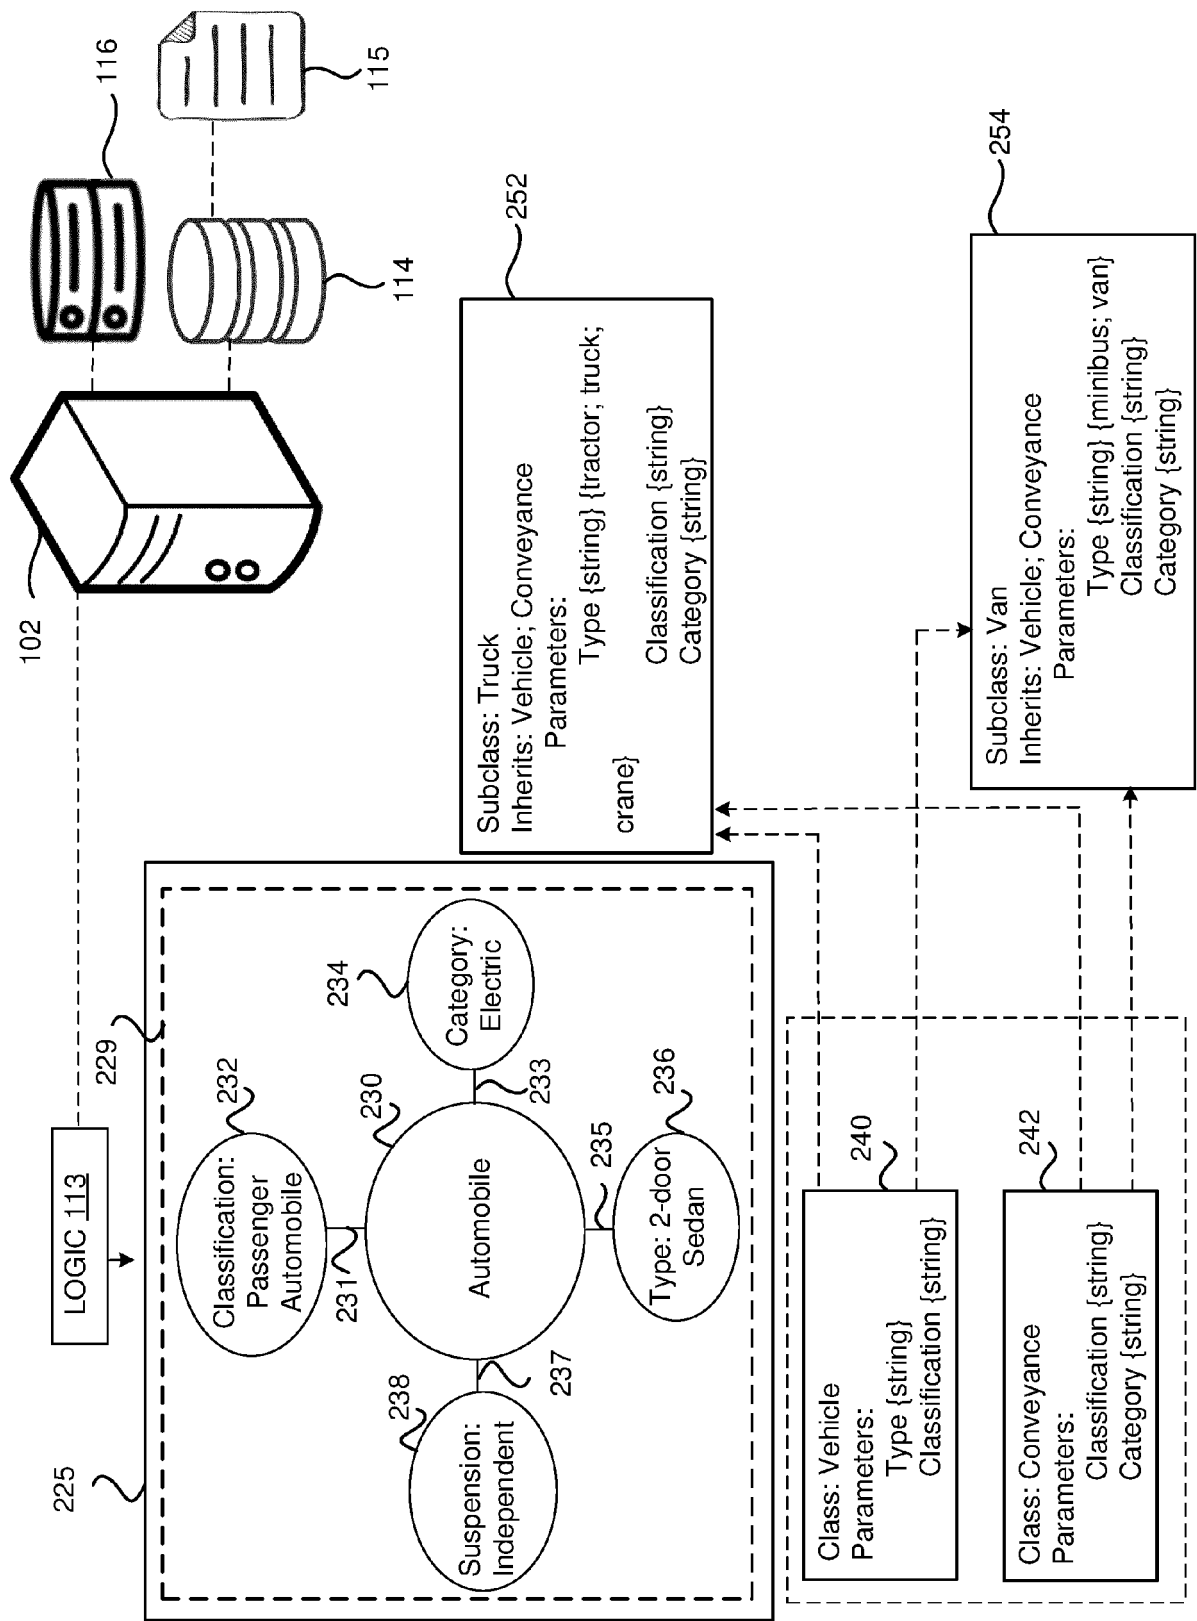 225
LOGIC 113
229
102
116
115
114
232
Classification:
Passenger
Automobile
231
230
238
Suspension:
Independent
237
Automobile
233
234
Category:
Electric
235
236
Type: 2-door
Sedan
252
Subclass: Truck
Inherits: Vehicle; Conveyance
Parameters:
Type {string} {tractor; truck;
crane}
Classification {string}
Category {string}
240
Class: Vehicle
Parameters:
Type {string}
Classification {string}
242
Class: Conveyance
Parameters:
Classification {string}
Category {string}
254
Subclass: Van
Inherits: Vehicle; Conveyance
Parameters:
Type {string} {minibus; van}
Classification {string}
Category {string}